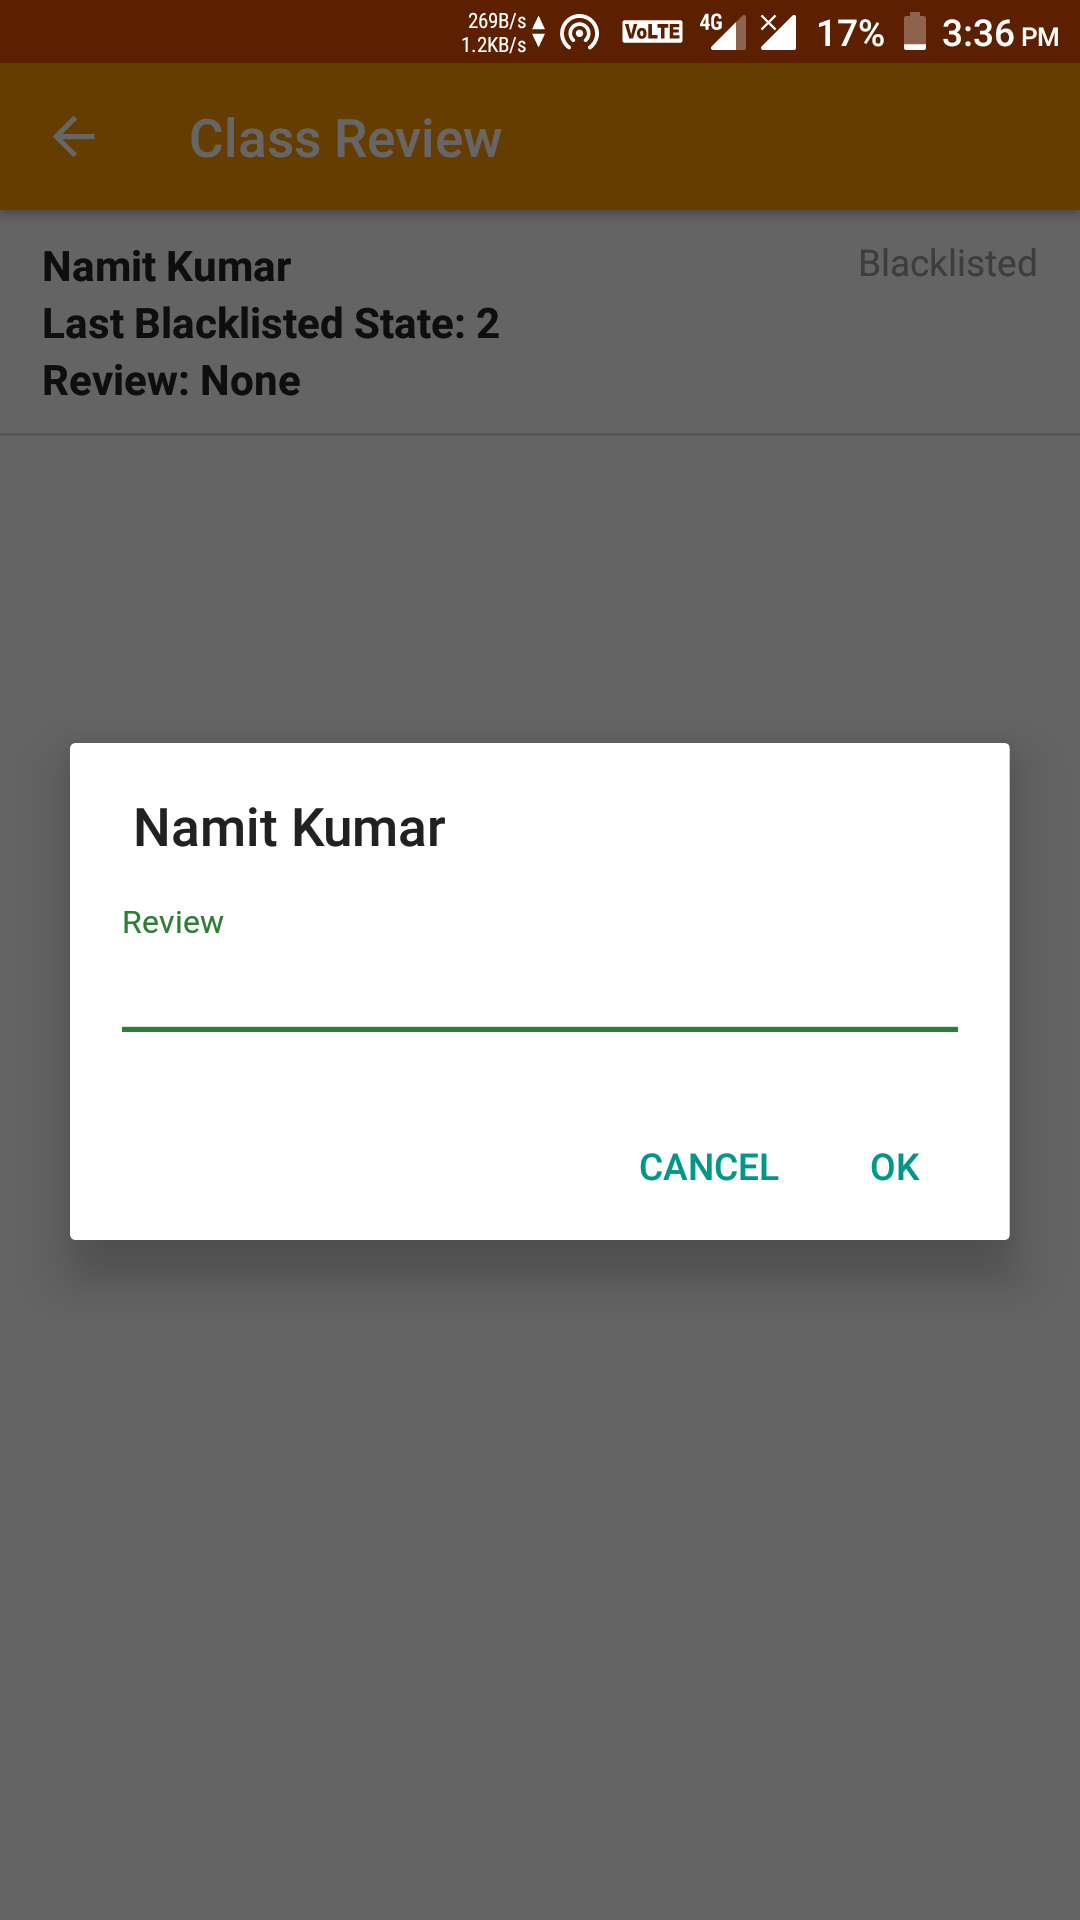 269B/s
1.2KB/s
VoLTE
4G
17%
3:36 PM
Class Review
Namit Kumar
Blacklisted
Last Blacklisted State: 2
Review: None
Namit Kumar
Review
CANCEL
OK